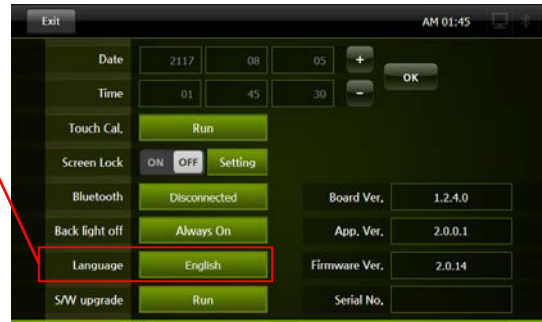 Exit AM 01:45
Date 2117 08 05 + OK
Time 01 45 30 -
Touch Cal. Run
Screen Lock ON OFF Setting
Bluetooth Disconnected Board Ver. 1.2.4.0
Back light off Always On App. Ver. 2.0.0.1
Language English Firmware Ver. 2.0.14
S/W upgrade Run Serial No.